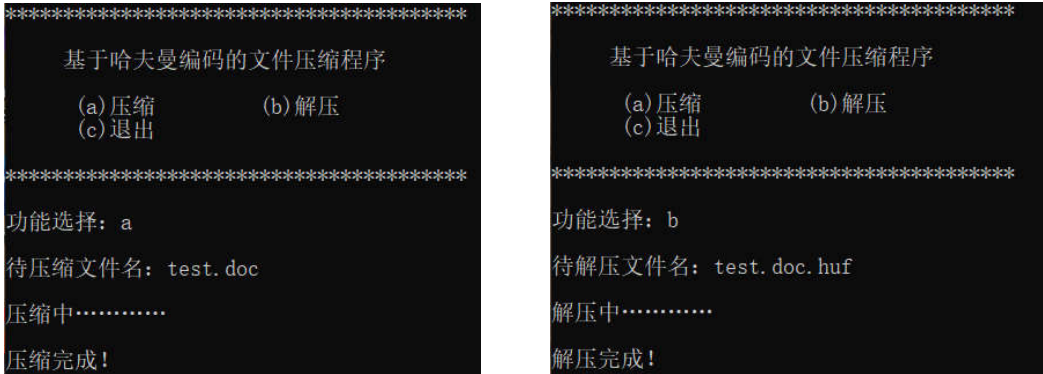 ****************************************
基于哈夫曼编码的文件压缩程序
(a)压缩 (b)解压
(c)退出
****************************************
功能选择: a
待压缩文件名: test.doc
压缩中…………
压缩完成!
****************************************
基于哈夫曼编码的文件压缩程序
(a)压缩 (b)解压
(c)退出
****************************************
功能选择: b
待解压文件名: test.doc.huf
解压中…………
解压完成!